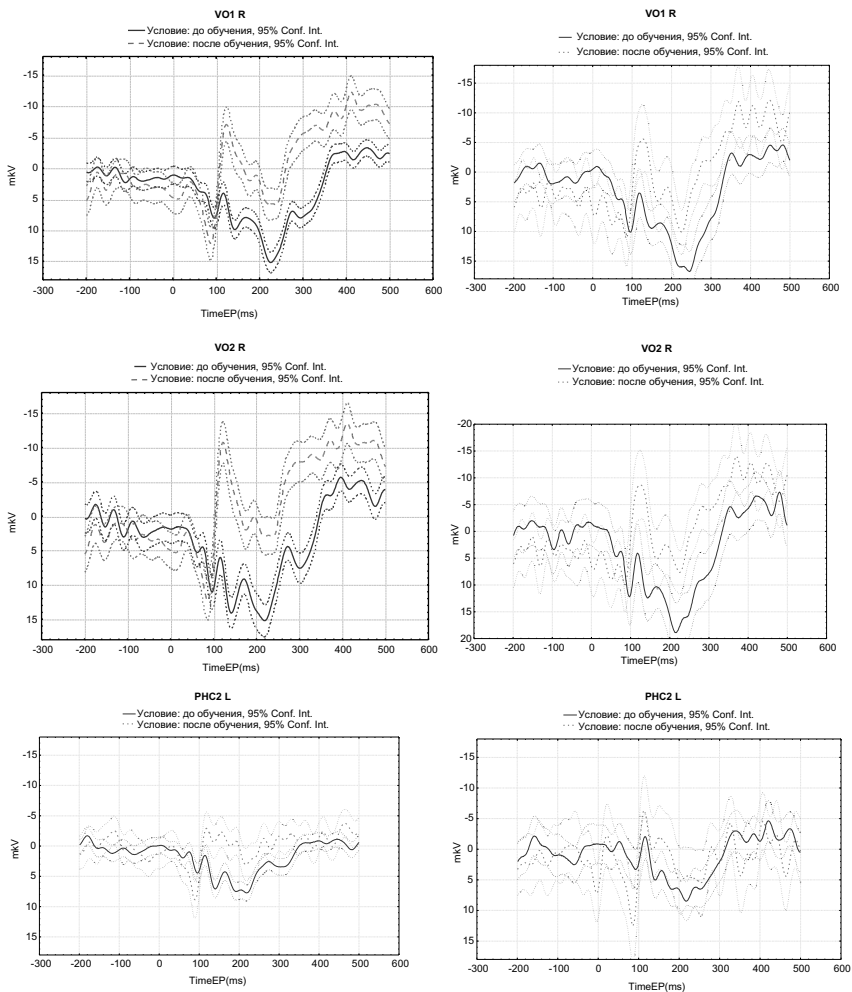 VO1 R
Условие: до обучения, 95% Conf. Int.
Условие: после обучения, 95% Conf. Int.
-15
-10
-5
0
5
10
15
mkV
-300 -200 -100 0 100 200 300 400 500 600
TimeEP(ms)
VO1 R
Условие: до обучения, 95% Conf. Int.
Условие: после обучения, 95% Conf. Int.
-15
-10
-5
0
5
10
15
mkV
-300 -200 -100 0 100 200 300 400 500 600
TimeEP(ms)
VO2 R
Условие: до обучения, 95% Conf. Int.
Условие: после обучения, 95% Conf. Int.
-15
-10
-5
0
5
10
15
mkV
-300 -200 -100 0 100 200 300 400 500 600
TimeEP(ms)
VO2 R
Условие: до обучения, 95% Conf. Int.
Условие: после обучения, 95% Conf. Int.
-20
-15
-10
-5
0
5
10
15
20
mkV
-300 -200 -100 0 100 200 300 400 500 600
TimeEP(ms)
PHC2 L
Условие: до обучения, 95% Conf. Int.
Условие: после обучения, 95% Conf. Int.
-15
-10
-5
0
5
10
15
mkV
-300 -200 -100 0 100 200 300 400 500 600
TimeEP(ms)
PHC2 L
Условие: до обучения, 95% Conf. Int.
Условие: после обучения, 95% Conf. Int.
-15
-10
-5
0
5
10
15
mkV
-300 -200 -100 0 100 200 300 400 500 600
TimeEP(ms)